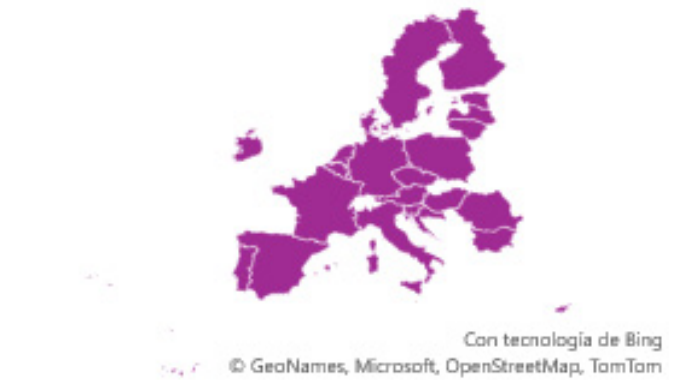 Con tecnología de Bing
© GeoNames, Microsoft, OpenStreetMap, TomTom